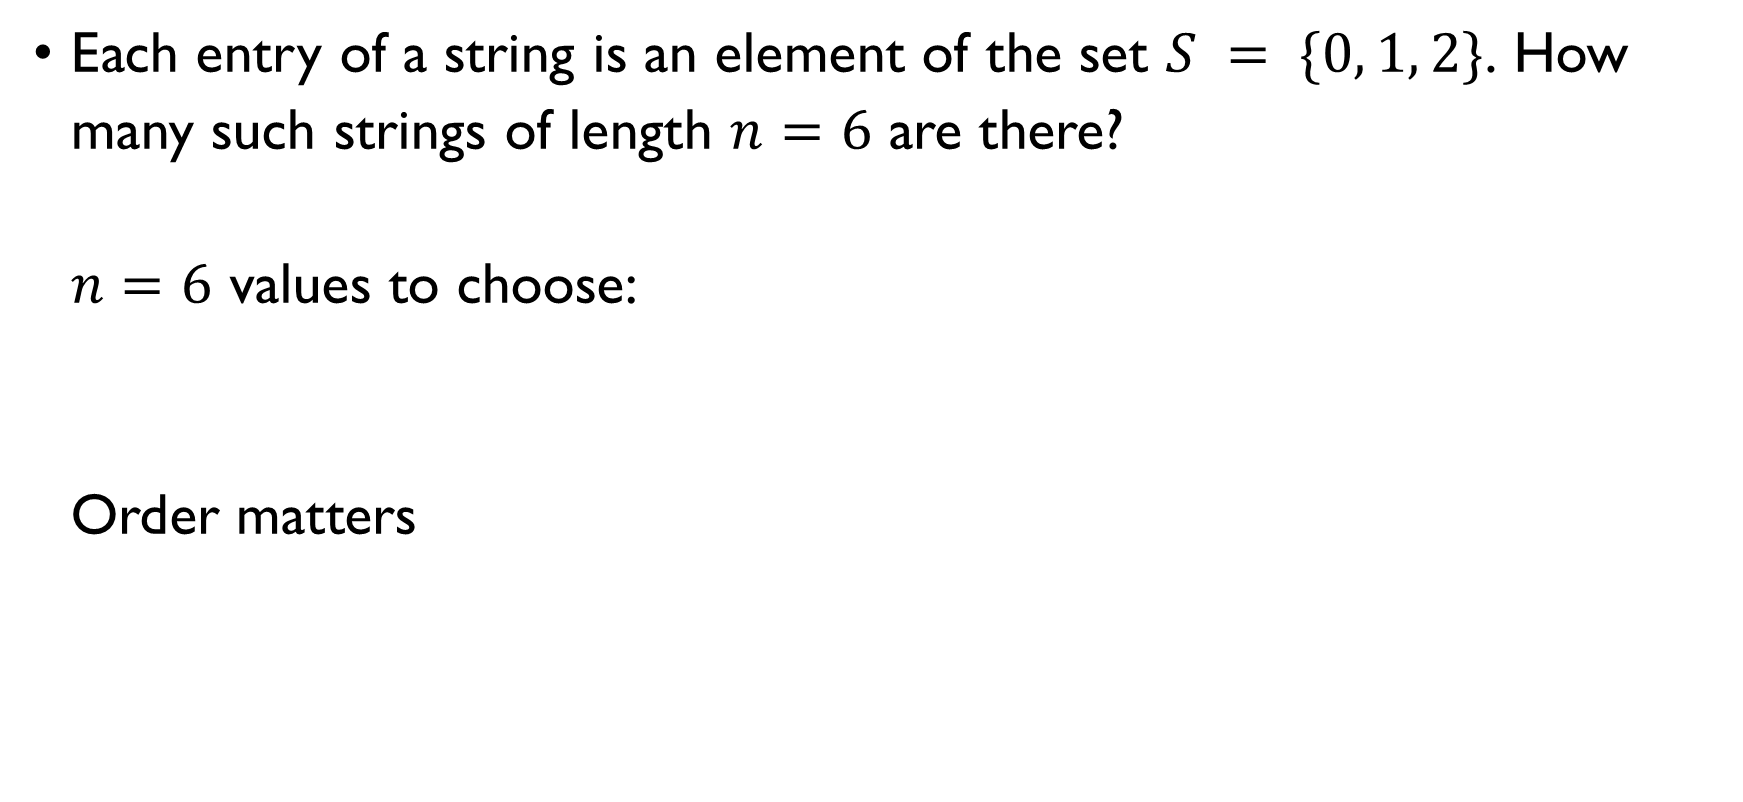 • Each entry of a string is an element of the set S = {0, 1, 2}. How
many such strings of length n = 6 are there?
n = 6 values to choose:
Order matters